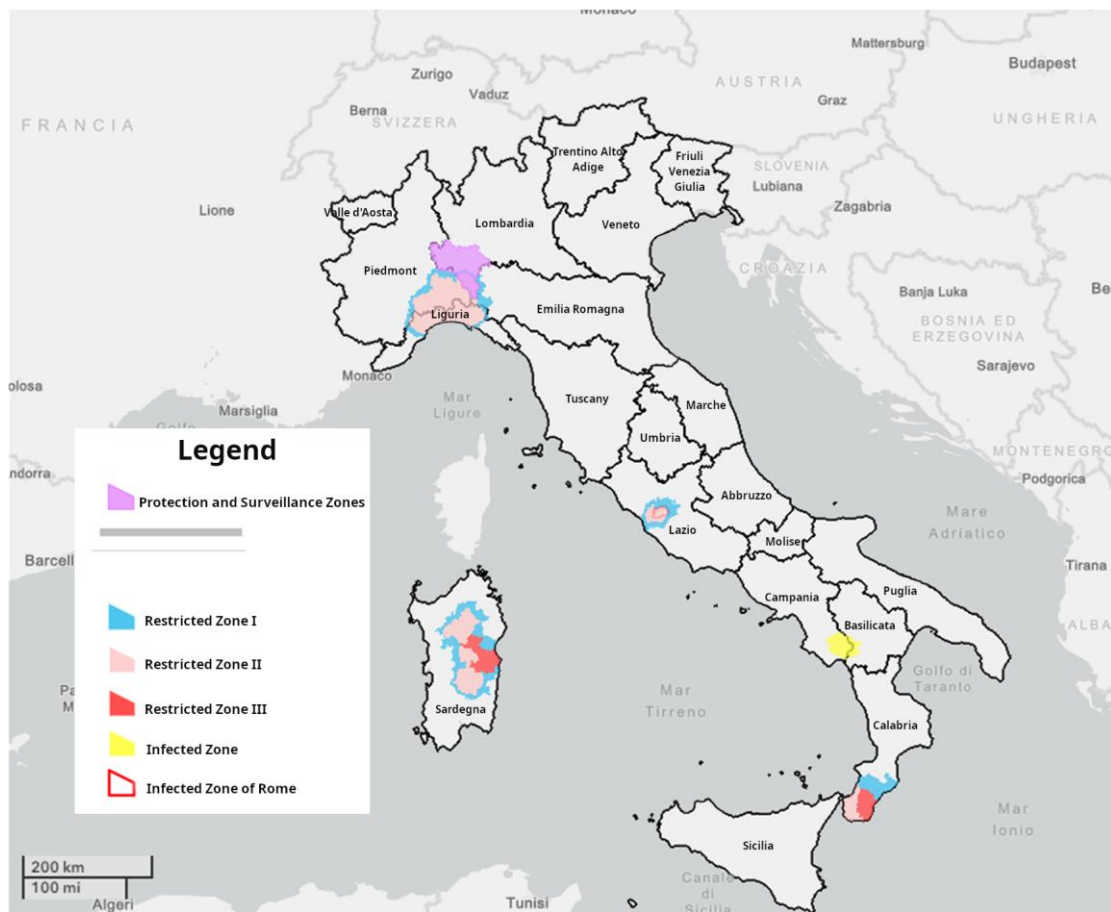 Monaco
Mattersburg
Budapest
Zurigo
Vaduz
AUSTRIA
Berna
SVIZZERA
Graz
UNGHERIA
FRANCIA
Trentino Alto
Adige
Friuli
Venezia
Giulia
SLOVENIA
Lubiana
Zagabria
Lione
Valle d'Aosta
Lombardia
Veneto
CROAZIA
Piedmont
Banja Luka
Emilia Romagna
Liguria
BOSNIA ED
ERZEGOVINA
Sarajevo
Monaco
olosa
Marsiglia
Mar
Ligure
Tuscany
Marche
Umbria
Golfo
MONTENEGRO
Podgorica
ndorra
Legend
Protection and Surveillance Zones
Abbruzzo
Lazio
Molise
Mare
Adriatico
Barcell
Tirana
Puglia
Campania
Basilicata
ALBA
Restricted Zone I
Restricted Zone II
Restricted Zone III
Infected Zone
Infected Zone of Rome
Golfo di
Taranto
Sardegna
Mar
Tirreno
Calabria
Mar
Ionio
Sicilia
200 km
100 mi
Algeri
Tunisi
Canale
di
Sicilia